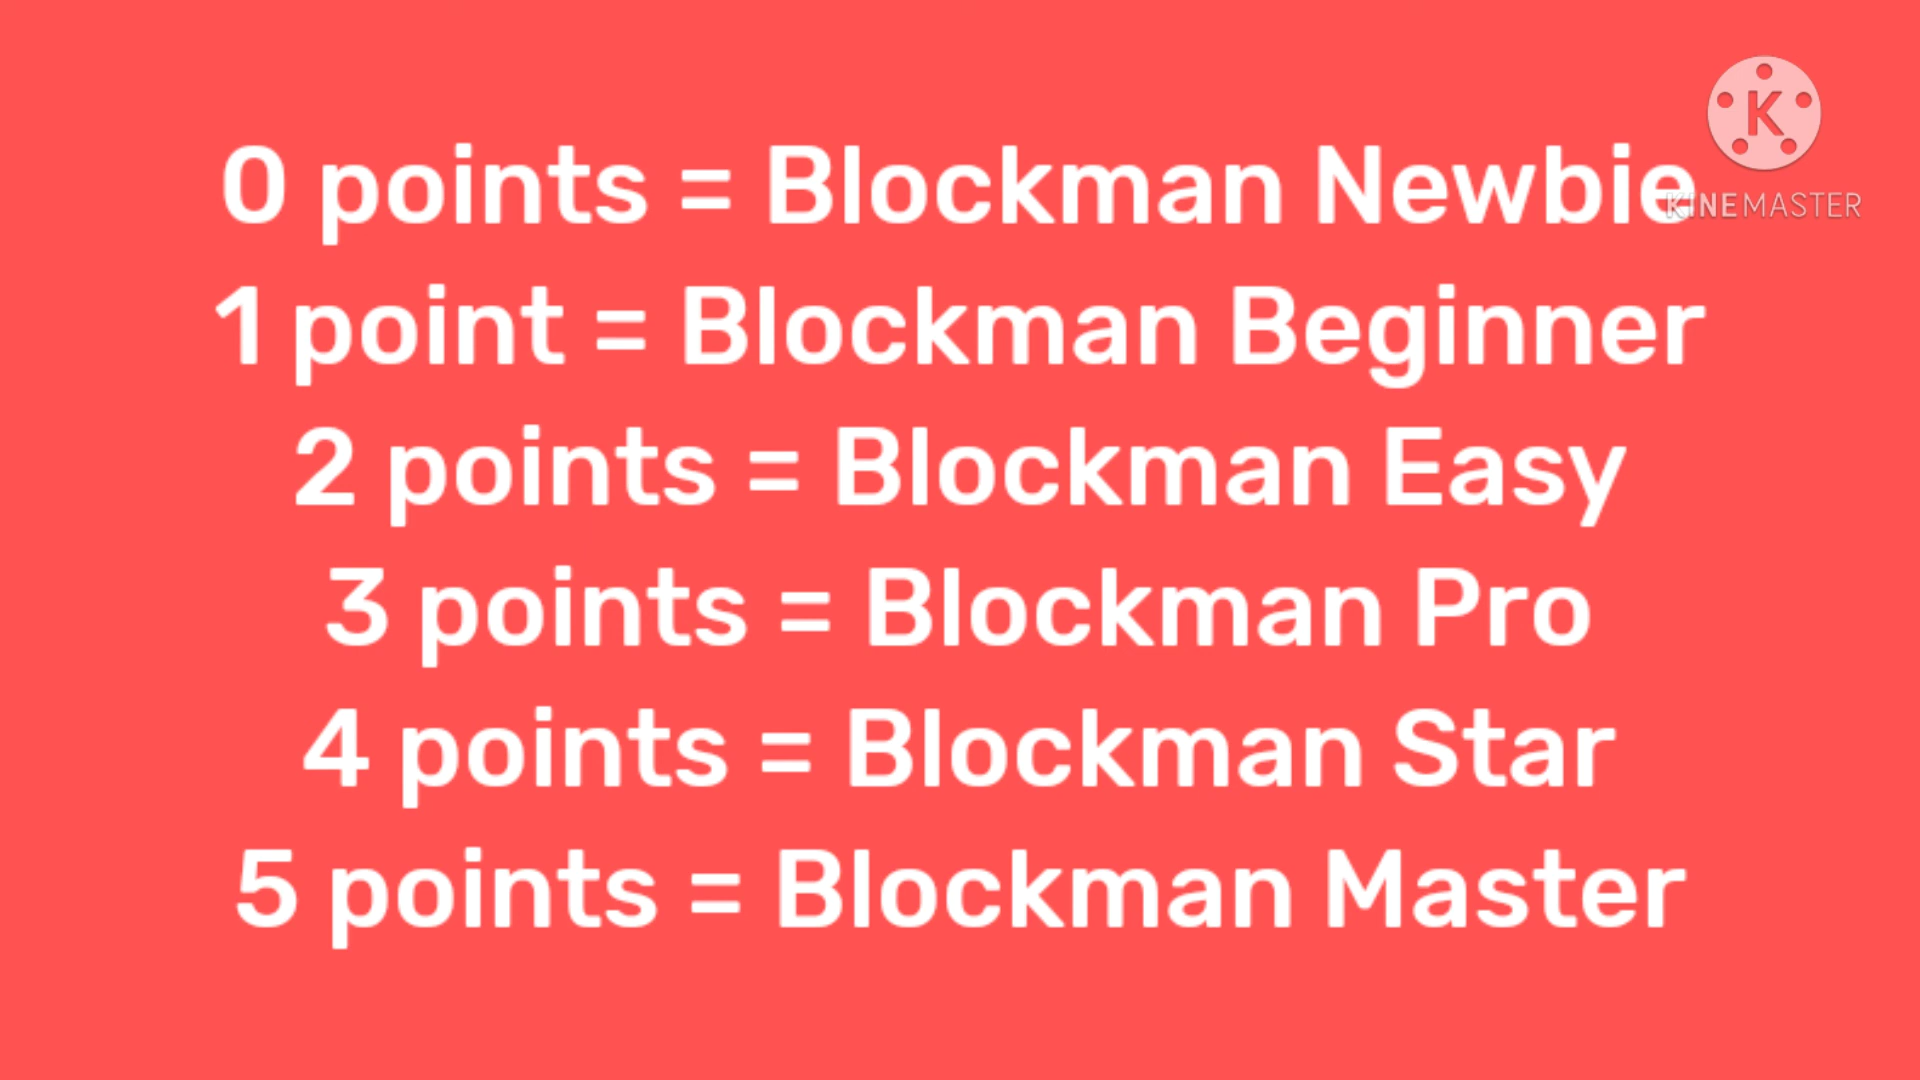 0 points = Blockman Newbie
K
KINEMASTER
1 point = Blockman Beginner
2 points = Blockman Easy
3 points = Blockman Pro
4 points = Blockman Star
5 points = Blockman Master